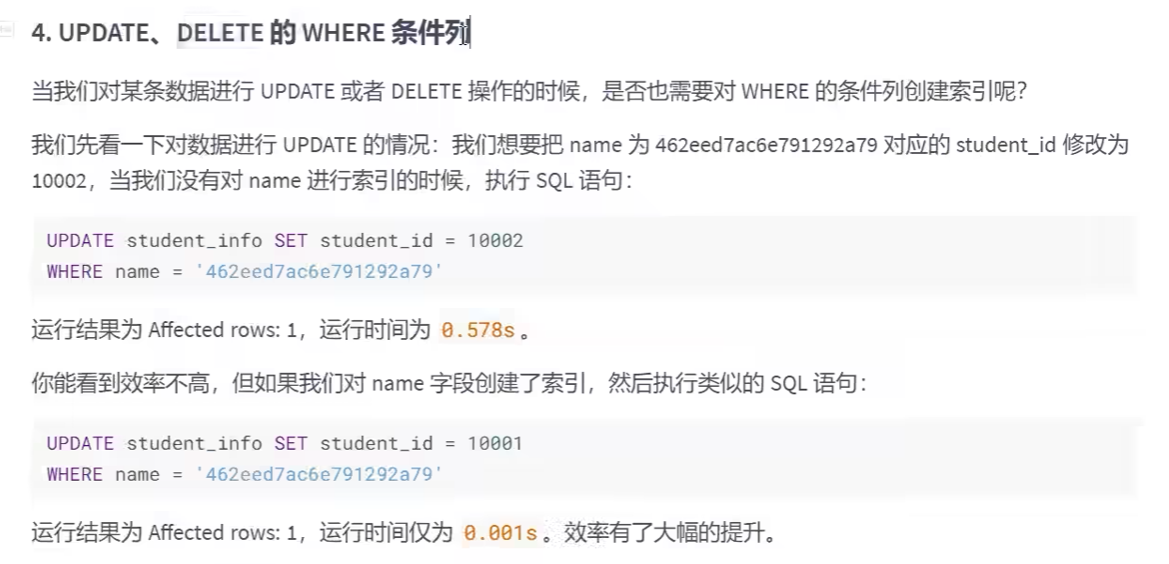 4. UPDATE、DELETE 的 WHERE 条件列
当我们对某条数据进行 UPDATE 或者 DELETE 操作的时候，是否也需要对 WHERE 的条件列创建索引呢？
我们先看一下对数据进行 UPDATE 的情况：我们想要把 name 为 462eed7ac6e791292a79 对应的 student_id 修改为
10002，当我们没有对 name 进行索引的时候，执行 SQL 语句：
UPDATE student_info SET student_id = 10002
WHERE name = '462eed7ac6e791292a79'
运行结果为 Affected rows: 1，运行时间为 0.578s 。
你能看到效率不高，但如果我们对 name 字段创建了索引，然后执行类似的 SQL 语句：
UPDATE student_info SET student_id = 10001
WHERE name = '462eed7ac6e791292a79'
运行结果为 Affected rows: 1，运行时间仅为 0.001s 。效率有了大幅的提升。